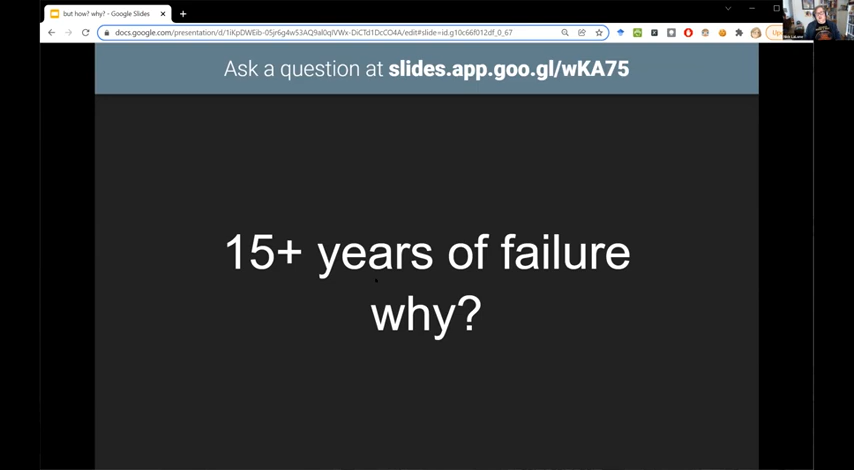 but how? why? - Google Slides
docs.google.com/presentation/d/1iKpDWEib-05jr6g4w53AQ9al0qlVWx-DiCTd1DcCO4A/edit#slide=id.g10c66f012df_0_67
Ask a question at slides.app.goo.gl/wKA75
15+ years of failure
why?